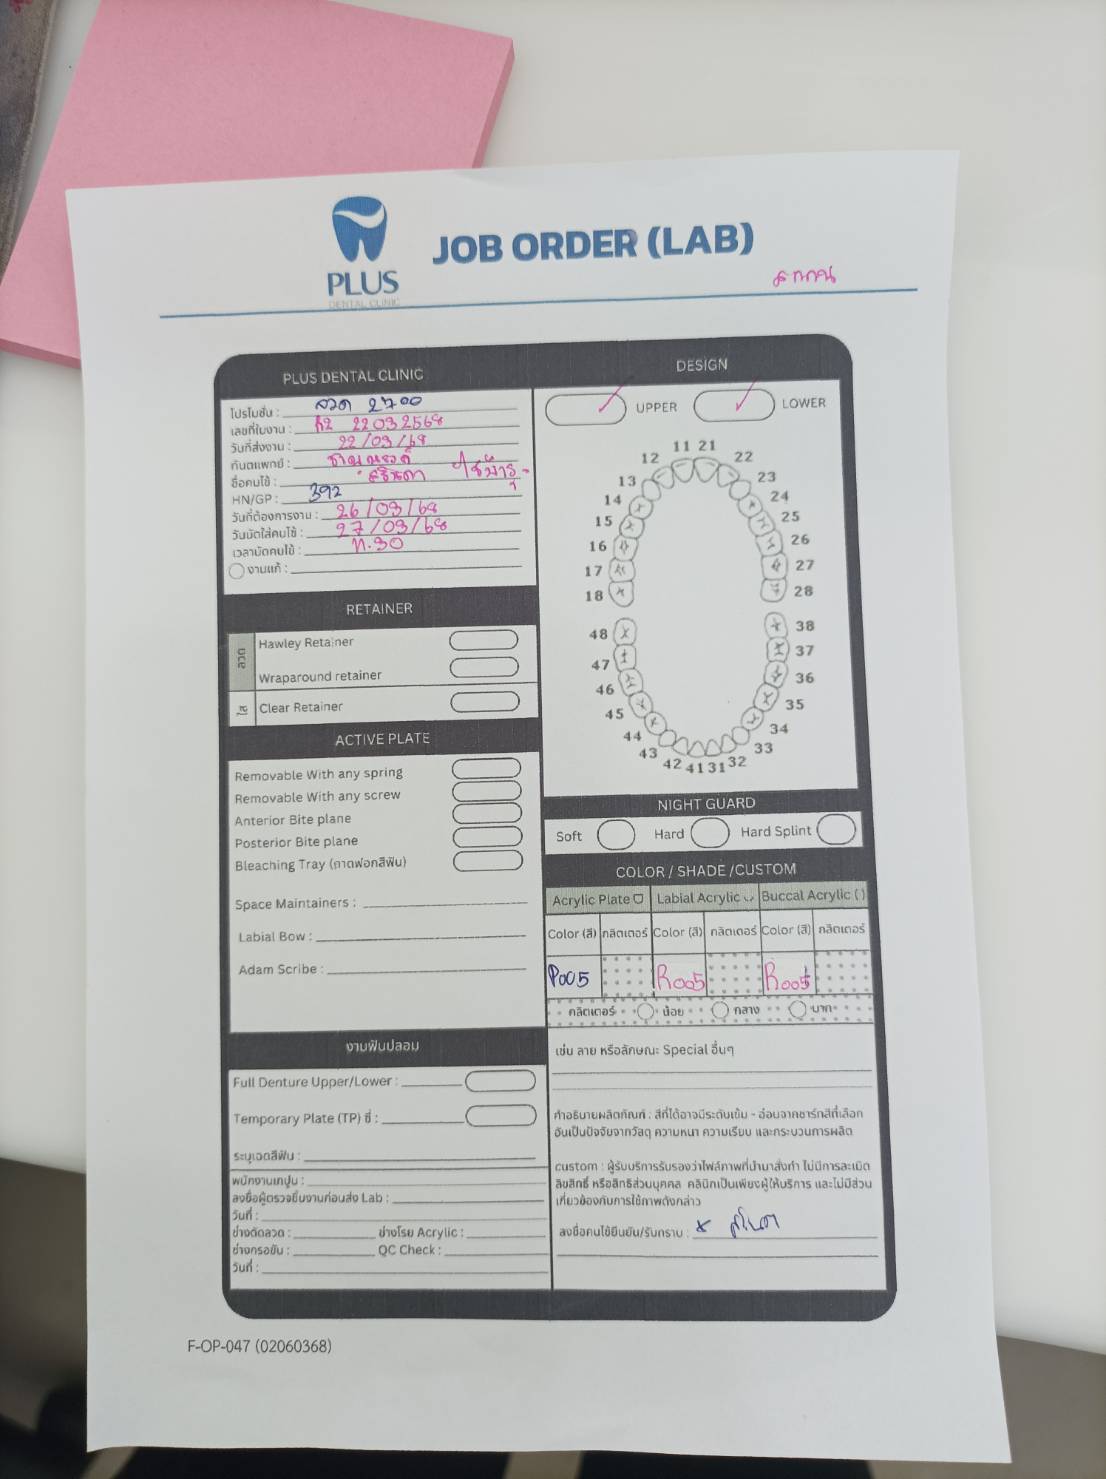 PLUS
DENTAL CLINIC
JOB ORDER (LAB)
PLUS DENTAL CLINIC
โปรโมชั่น : ลวด 2700
เลขที่ใบงาน : R2 22032568
วันที่ส่งงาน : 22/03/68
ทันตแพทย์ :
ชื่อคนไข้ :
HN/GP : 392
วันที่ต้องการงาน : 26/03/68
วันนัดใส่คนไข้ : 27/03/68
เวลานัดคนไข้ : 11.30
งานแก้ :
RETAINER
ลวด
Hawley Retainer
Wraparound retainer
ใส
Clear Retainer
ACTIVE PLATE
Removable With any spring
Removable With any screw
Anterior Bite plane
Posterior Bite plane
Bleaching Tray (ถาดฟอกสีฟัน)
Space Maintainers :
Labial Bow :
Adam Scribe :
งานฟันปลอม
Full Denture Upper/Lower :
Temporary Plate (TP) ซี่ :
ระบุเฉดสีฟัน :
พนักงานเทปูน :
ลงชื่อผู้ตรวจชิ้นงานก่อนส่ง Lab :
วันที่ :
ช่างดัดลวด : ช่างโรย Acrylic :
ช่างกรอขัด : QC Check :
วันที่ :
DESIGN
UPPER LOWER
11 21
12 22
13 23
14 24
15 25
16 26
17 27
18 28
48 38
47 37
46 36
45 35
44 34
43 33
42 41 31 32
NIGHT GUARD
Soft Hard Hard Splint
COLOR / SHADE /CUSTOM
Acrylic Plate Labial Acrylic Buccal Acrylic ( )
Color (สี) กลิตเตอร์ Color (สี) กลิตเตอร์ Color (สี) กลิตเตอร์
P005 R005 R005
กลิตเตอร์ น้อย กลาง มาก
เช่น ลาย หรือลักษณะ Special อื่นๆ
คำอธิบายผลิตภัณฑ์ : สีที่ได้อาจมีระดับเข้ม - อ่อนจากชาร์ทสีที่เลือก
อันเป็นปัจจัยจากวัสดุ ความหนา ความเรียบ และกระบวนการผลิต
custom : ผู้รับบริการรับรองว่าไฟล์ภาพที่นำมาสั่งทำ ไม่มีการละเมิด
ลิขสิทธิ์ หรือสิทธิส่วนบุคคล คลินิกเป็นเพียงผู้ให้บริการ และไม่มีส่วน
เกี่ยวข้องกับการใช้ภาพดังกล่าว
ลงชื่อคนไข้ยืนยัน/รับทราบ : x
F-OP-047 (02060368)